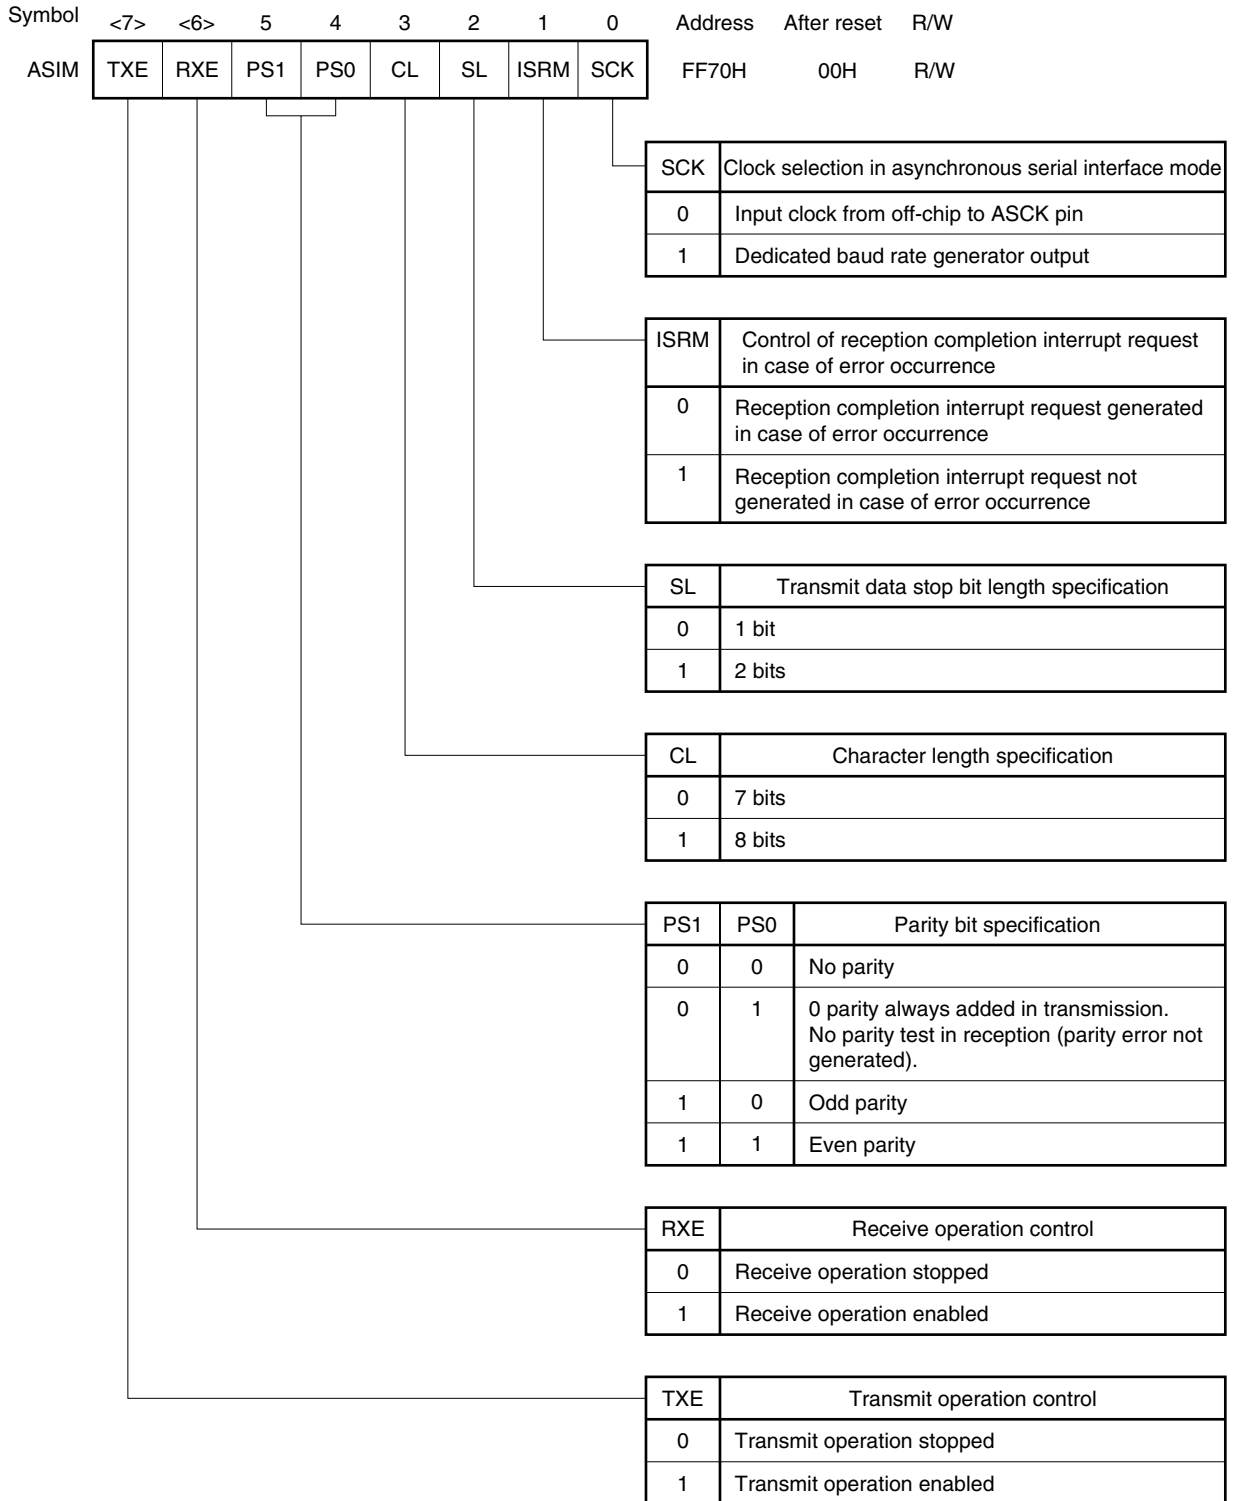 Symbol <7> <6> 5 4 3 2 1 0 Address After reset R/W
ASIM TXE RXE PS1 PS0 CL SL ISRM SCK FF70H 00H R/W
SCK Clock selection in asynchronous serial interface mode
0 Input clock from off-chip to ASCK pin
1 Dedicated baud rate generator output
ISRM Control of reception completion interrupt request
in case of error occurrence
0 Reception completion interrupt request generated
in case of error occurrence
1 Reception completion interrupt request not
generated in case of error occurrence
SL Transmit data stop bit length specification
0 1 bit
1 2 bits
CL Character length specification
0 7 bits
1 8 bits
PS1 PS0 Parity bit specification
0 0 No parity
0 1 0 parity always added in transmission.
No parity test in reception (parity error not
generated).
1 0 Odd parity
1 1 Even parity
RXE Receive operation control
0 Receive operation stopped
1 Receive operation enabled
TXE Transmit operation control
0 Transmit operation stopped
1 Transmit operation enabled